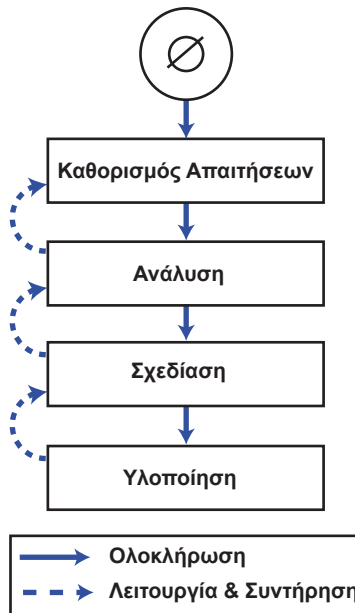 ∅
Καθορισμός Απαιτήσεων
Ανάλυση
Σχεδίαση
Υλοποίηση
Ολοκλήρωση
Λειτουργία & Συντήρηση